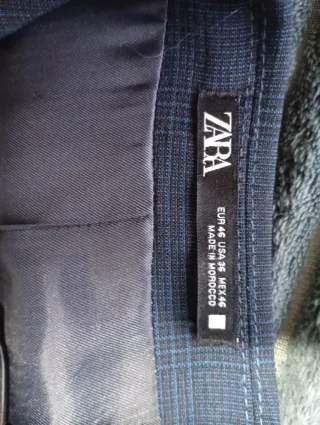 ZARA
EUR 46 USA 36 MEX 46
MADE IN MOROCCO